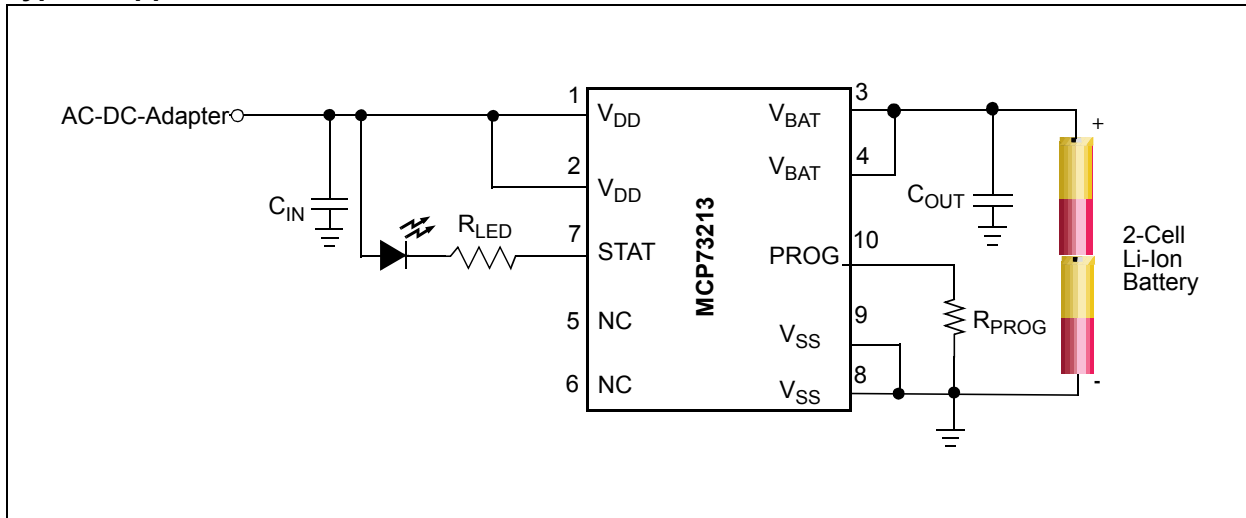 AC-DC-Adapter
C_IN
R_LED
1
V_DD
2
V_DD
7
STAT
5
NC
6
NC
MCP73213
3
V_BAT
4
V_BAT
10
PROG
9
V_SS
8
V_SS
C_OUT
R_PROG
+
2-Cell
Li-Ion
Battery
-